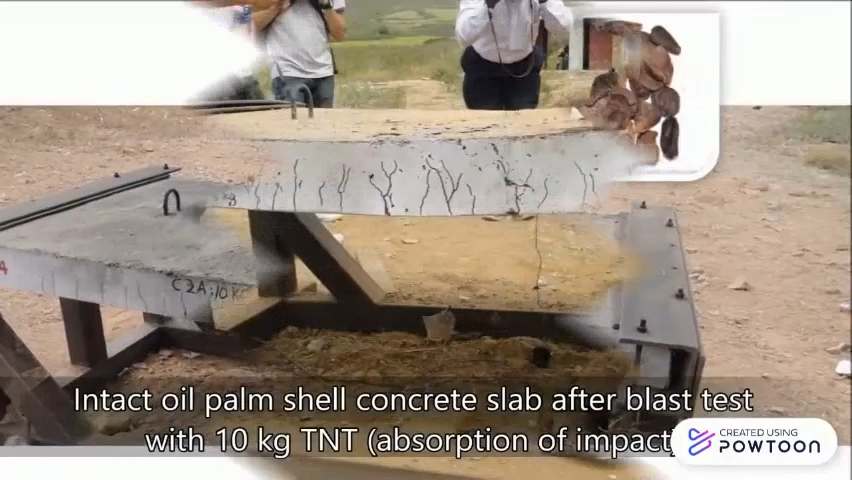 C2A:10K
Intact oil palm shell concrete slab after blast test
with 10 kg TNT (absorption of impact)
CREATED USING
POWTOON